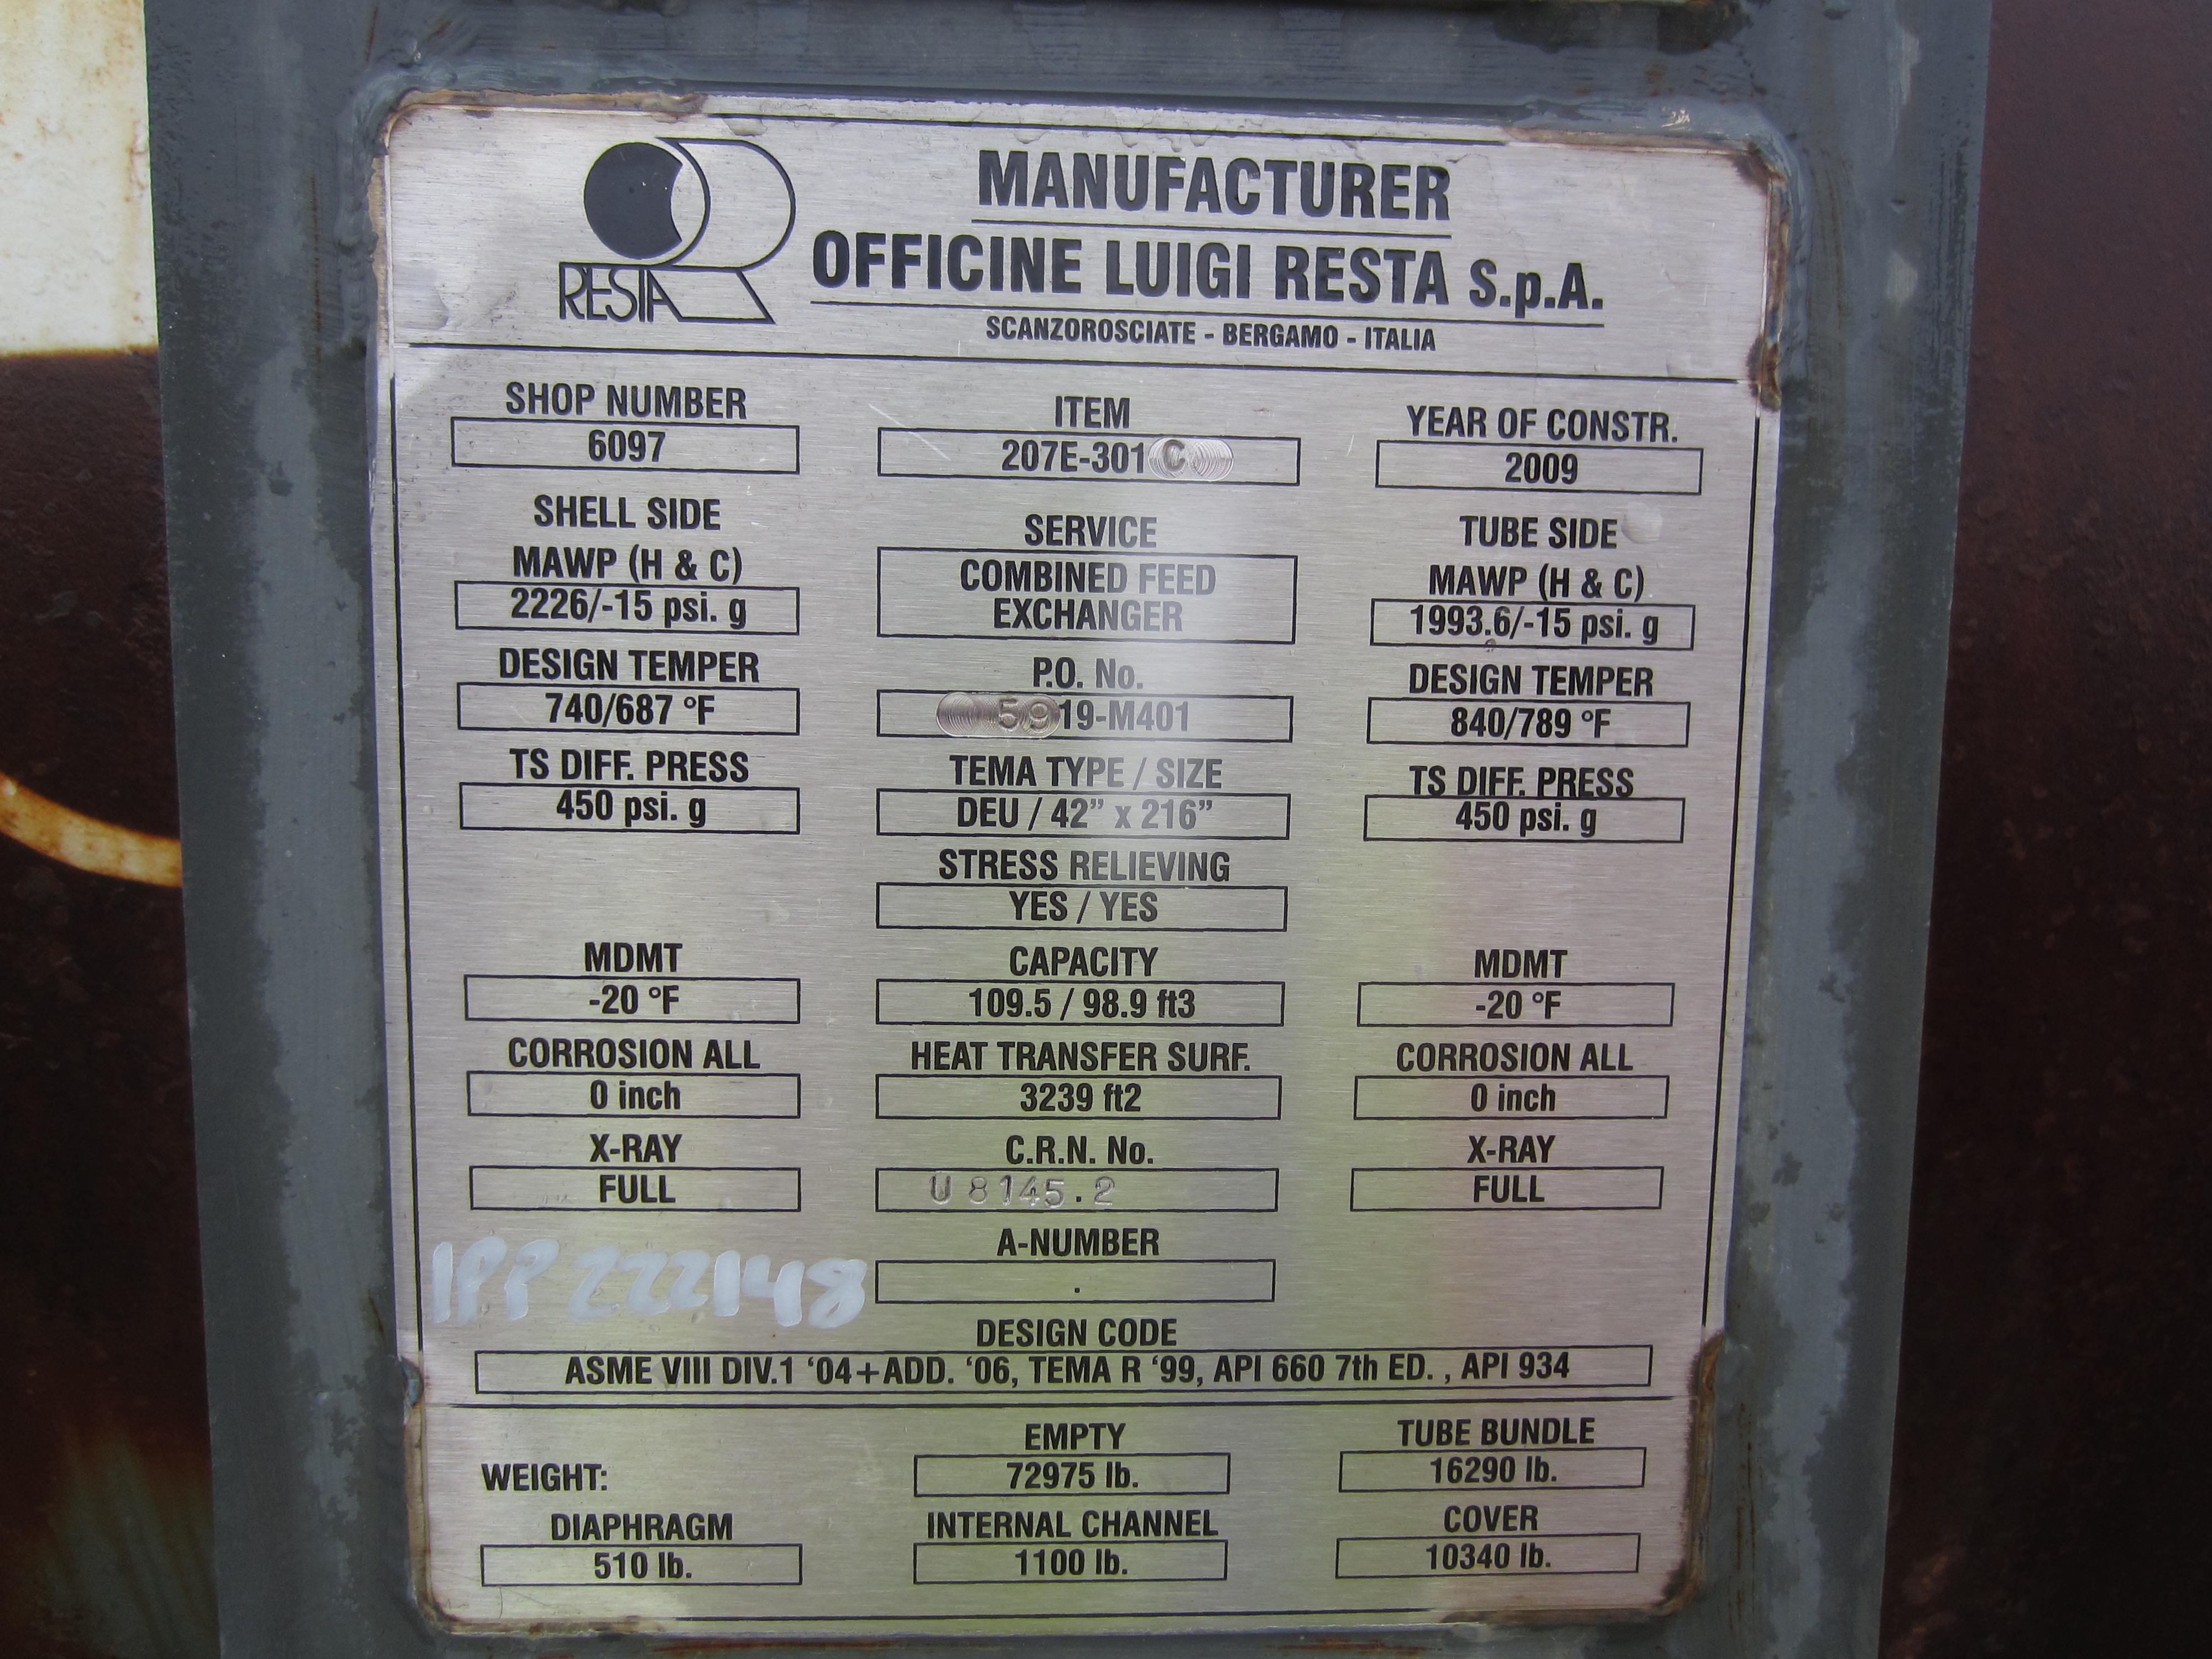 RESTA
MANUFACTURER
OFFICINE LUIGI RESTA S.p.A.
SCANZOROSCIATE - BERGAMO - ITALIA
SHOP NUMBER
6097
ITEM
207E-301 C
YEAR OF CONSTR.
2009
SHELL SIDE
MAWP (H & C)
2226/-15 psi. g
SERVICE
COMBINED FEED
EXCHANGER
TUBE SIDE
MAWP (H & C)
1993.6/-15 psi. g
DESIGN TEMPER
740/687 °F
P.O. No.
5919-M401
DESIGN TEMPER
840/789 °F
TS DIFF. PRESS
450 psi. g
TEMA TYPE / SIZE
DEU / 42” x 216”
TS DIFF. PRESS
450 psi. g
STRESS RELIEVING
YES / YES
MDMT
-20 °F
CAPACITY
109.5 / 98.9 ft3
MDMT
-20 °F
CORROSION ALL
0 inch
HEAT TRANSFER SURF.
3239 ft2
CORROSION ALL
0 inch
X-RAY
FULL
C.R.N. No.
U 8145.2
X-RAY
FULL
IPP 222148
A-NUMBER
.
DESIGN CODE
ASME VIII DIV.1 ‘04+ADD. ‘06, TEMA R ‘99, API 660 7th ED. , API 934
WEIGHT:
EMPTY
72975 lb.
TUBE BUNDLE
16290 lb.
DIAPHRAGM
510 lb.
INTERNAL CHANNEL
1100 lb.
COVER
10340 lb.